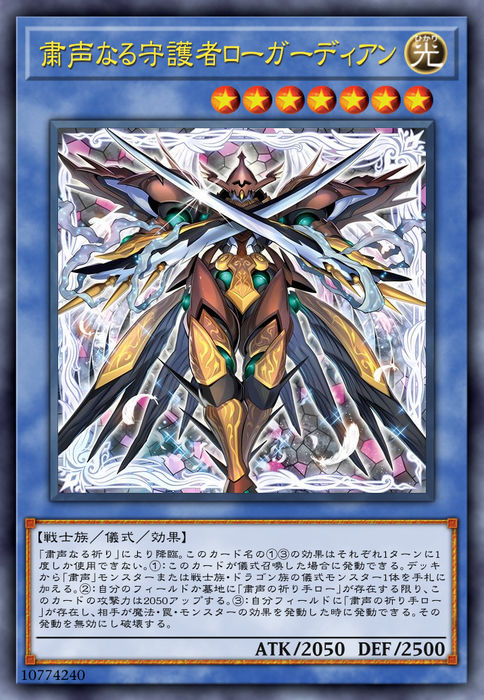 粛声なる守護者ローガーディアン
ひかり
光
【戦士族／儀式／効果】
「粛声なる祈り」により降臨。このカード名の①③の効果はそれぞれ1ターンに1
度しか使用できない。①：このカードが儀式召喚した場合に発動できる。デッキ
から「粛声」モンスターまたは戦士族・ドラゴン族の儀式モンスター1体を手札に
加える。②：自分のフィールドか墓地に「粛声の祈り手ロー」が存在する限り、こ
のカードの攻撃力は2050アップする。③：自分フィールドに「粛声の祈り手ロー
」が存在し、相手が魔法・罠・モンスターの効果を発動した時に発動できる。その
発動を無効にし破壊する。
ATK/2050 DEF/2500
10774240